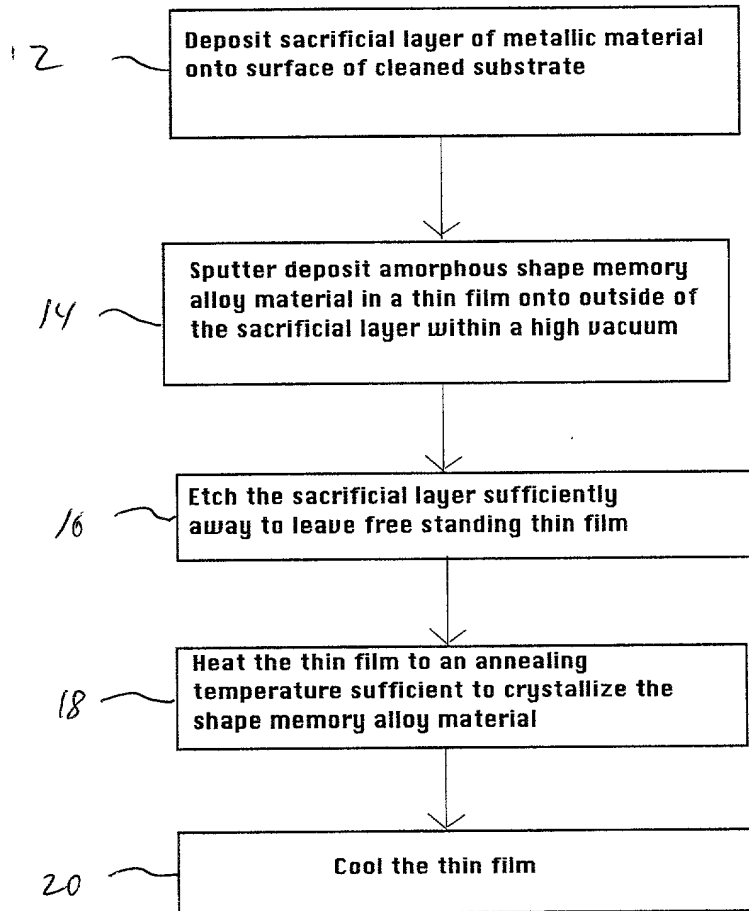 12
Deposit sacrificial layer of metallic material
onto surface of cleaned substrate
14
Sputter deposit amorphous shape memory
alloy material in a thin film onto outside of
the sacrificial layer within a high vacuum
16
Etch the sacrificial layer sufficiently
away to leave free standing thin film
18
Heat the thin film to an annealing
temperature sufficient to crystallize the
shape memory alloy material
20
Cool the thin film